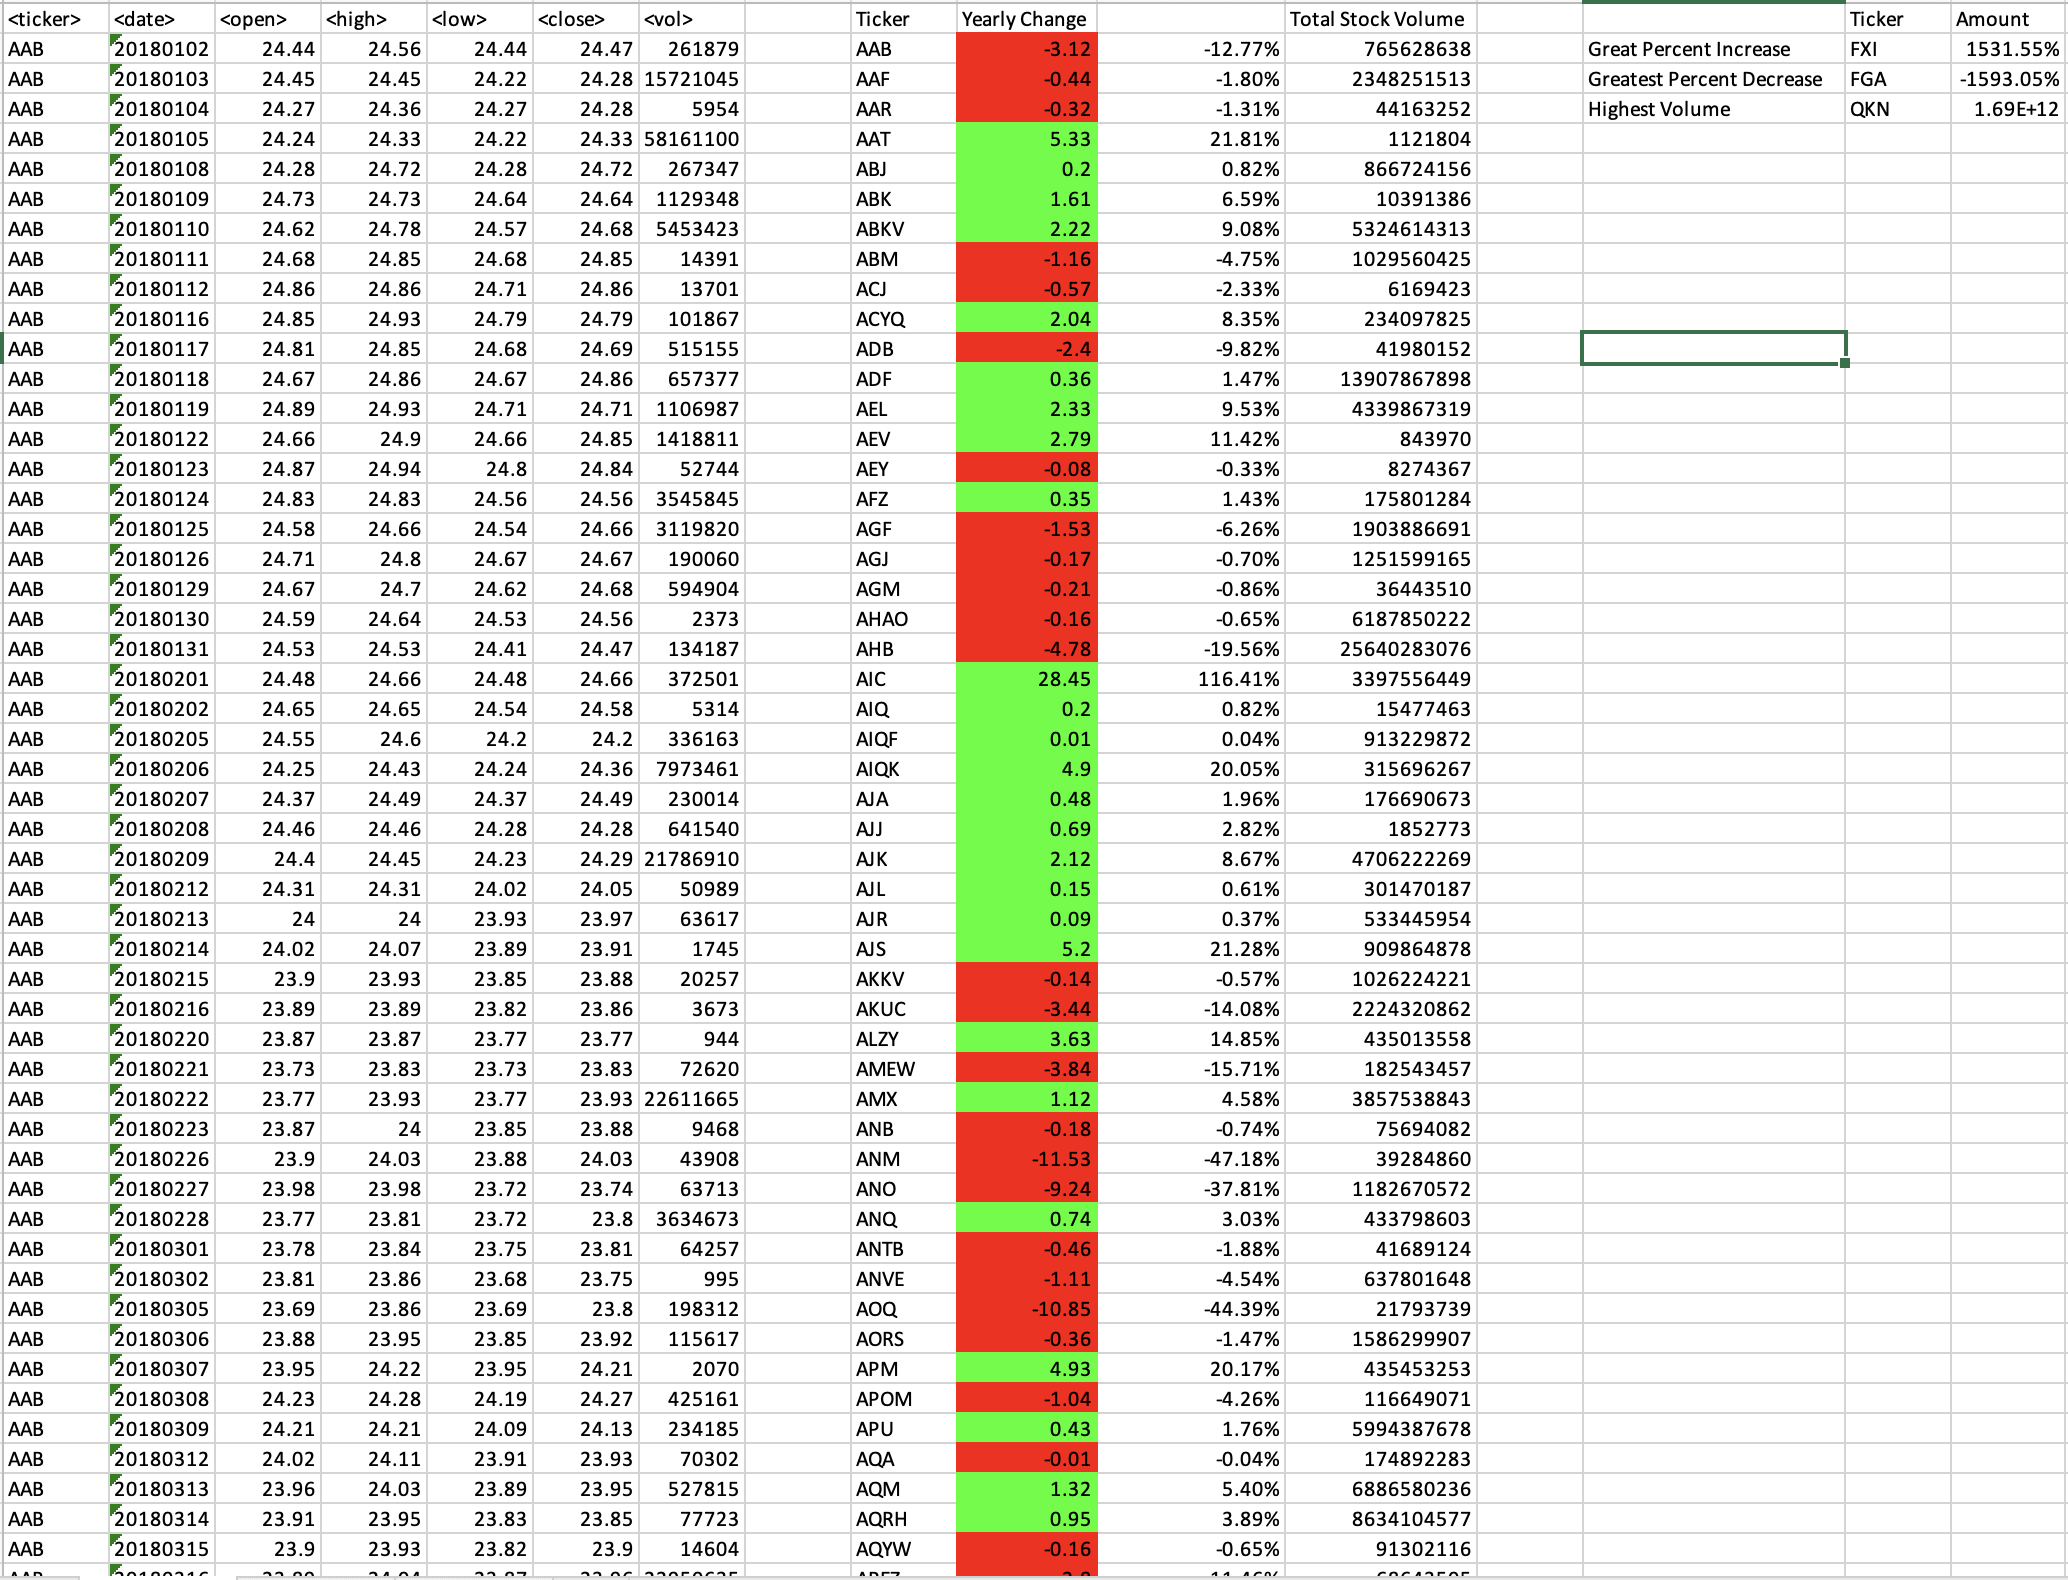 <ticker> <date> <open> <high> <low> <close> <vol> Ticker Yearly Change Total Stock Volume Ticker Amount
AAB 20180102 24.44 24.56 24.44 24.47 261879 AAB -3.12 -12.77% 765628638 Great Percent Increase FXI 1531.55%
AAB 20180103 24.45 24.45 24.22 24.28 15721045 AAF -0.44 -1.80% 2348251513 Greatest Percent Decrease FGA -1593.05%
AAB 20180104 24.27 24.36 24.27 24.28 5954 AAR -0.32 -1.31% 44163252 Highest Volume QKN 1.69E+12
AAB 20180105 24.24 24.33 24.22 24.33 58161100 AAT 5.33 21.81% 1121804
AAB 20180108 24.28 24.72 24.28 24.72 267347 ABJ 0.2 0.82% 866724156
AAB 20180109 24.73 24.73 24.64 24.64 1129348 ABK 1.61 6.59% 10391386
AAB 20180110 24.62 24.78 24.57 24.68 5453423 ABKV 2.22 9.08% 5324614313
AAB 20180111 24.68 24.85 24.68 24.85 14391 ABM -1.16 -4.75% 1029560425
AAB 20180112 24.86 24.86 24.71 24.86 13701 ACJ -0.57 -2.33% 6169423
AAB 20180116 24.85 24.93 24.79 24.79 101867 ACYQ 2.04 8.35% 234097825
AAB 20180117 24.81 24.85 24.68 24.69 515155 ADB -2.4 -9.82% 41980152
AAB 20180118 24.67 24.86 24.67 24.86 657377 ADF 0.36 1.47% 13907867898
AAB 20180119 24.89 24.93 24.71 24.71 1106987 AEL 2.33 9.53% 4339867319
AAB 20180122 24.66 24.9 24.66 24.85 1418811 AEV 2.79 11.42% 843970
AAB 20180123 24.87 24.94 24.8 24.84 52744 AEY -0.08 -0.33% 8274367
AAB 20180124 24.83 24.83 24.56 24.56 3545845 AFZ 0.35 1.43% 175801284
AAB 20180125 24.58 24.66 24.54 24.66 3119820 AGF -1.53 -6.26% 1903886691
AAB 20180126 24.71 24.8 24.67 24.67 190060 AGJ -0.17 -0.70% 1251599165
AAB 20180129 24.67 24.7 24.62 24.68 594904 AGM -0.21 -0.86% 36443510
AAB 20180130 24.59 24.64 24.53 24.56 2373 AHAO -0.16 -0.65% 6187850222
AAB 20180131 24.53 24.53 24.41 24.47 134187 AHB -4.78 -19.56% 25640283076
AAB 20180201 24.48 24.66 24.48 24.66 372501 AIC 28.45 116.41% 3397556449
AAB 20180202 24.65 24.65 24.54 24.58 5314 AIQ 0.2 0.82% 15477463
AAB 20180205 24.55 24.6 24.2 24.2 336163 AIQF 0.01 0.04% 913229872
AAB 20180206 24.25 24.43 24.24 24.36 7973461 AIQK 4.9 20.05% 315696267
AAB 20180207 24.37 24.49 24.37 24.49 230014 AJA 0.48 1.96% 176690673
AAB 20180208 24.46 24.46 24.28 24.28 641540 AJJ 0.69 2.82% 1852773
AAB 20180209 24.4 24.45 24.23 24.29 21786910 AJK 2.12 8.67% 4706222269
AAB 20180212 24.31 24.31 24.02 24.05 50989 AJL 0.15 0.61% 301470187
AAB 20180213 24 24 23.93 23.97 63617 AJR 0.09 0.37% 533445954
AAB 20180214 24.02 24.07 23.89 23.91 1745 AJS 5.2 21.28% 909864878
AAB 20180215 23.9 23.93 23.85 23.88 20257 AKKV -0.14 -0.57% 1026224221
AAB 20180216 23.89 23.89 23.82 23.86 3673 AKUC -3.44 -14.08% 2224320862
AAB 20180220 23.87 23.87 23.77 23.77 944 ALZY 3.63 14.85% 435013558
AAB 20180221 23.73 23.83 23.73 23.83 72620 AMEW -3.84 -15.71% 182543457
AAB 20180222 23.77 23.93 23.77 23.93 22611665 AMX 1.12 4.58% 3857538843
AAB 20180223 23.87 24 23.85 23.88 9468 ANB -0.18 -0.74% 75694082
AAB 20180226 23.9 24.03 23.88 24.03 43908 ANM -11.53 -47.18% 39284860
AAB 20180227 23.98 23.98 23.72 23.74 63713 ANO -9.24 -37.81% 1182670572
AAB 20180228 23.77 23.81 23.72 23.8 3634673 ANQ 0.74 3.03% 433798603
AAB 20180301 23.78 23.84 23.75 23.81 64257 ANTB -0.46 -1.88% 41689124
AAB 20180302 23.81 23.86 23.68 23.75 995 ANVE -1.11 -4.54% 637801648
AAB 20180305 23.69 23.86 23.69 23.8 198312 AOQ -10.85 -44.39% 21793739
AAB 20180306 23.88 23.95 23.85 23.92 115617 AORS -0.36 -1.47% 1586299907
AAB 20180307 23.95 24.22 23.95 24.21 2070 APM 4.93 20.17% 435453253
AAB 20180308 24.23 24.28 24.19 24.27 425161 APOM -1.04 -4.26% 116649071
AAB 20180309 24.21 24.21 24.09 24.13 234185 APU 0.43 1.76% 5994387678
AAB 20180312 24.02 24.11 23.91 23.93 70302 AQA -0.01 -0.04% 174892283
AAB 20180313 23.96 24.03 23.89 23.95 527815 AQM 1.32 5.40% 6886580236
AAB 20180314 23.91 23.95 23.83 23.85 77723 AQRH 0.95 3.89% 8634104577
AAB 20180315 23.9 23.93 23.82 23.9 14604 AQYW -0.16 -0.65% 91302116